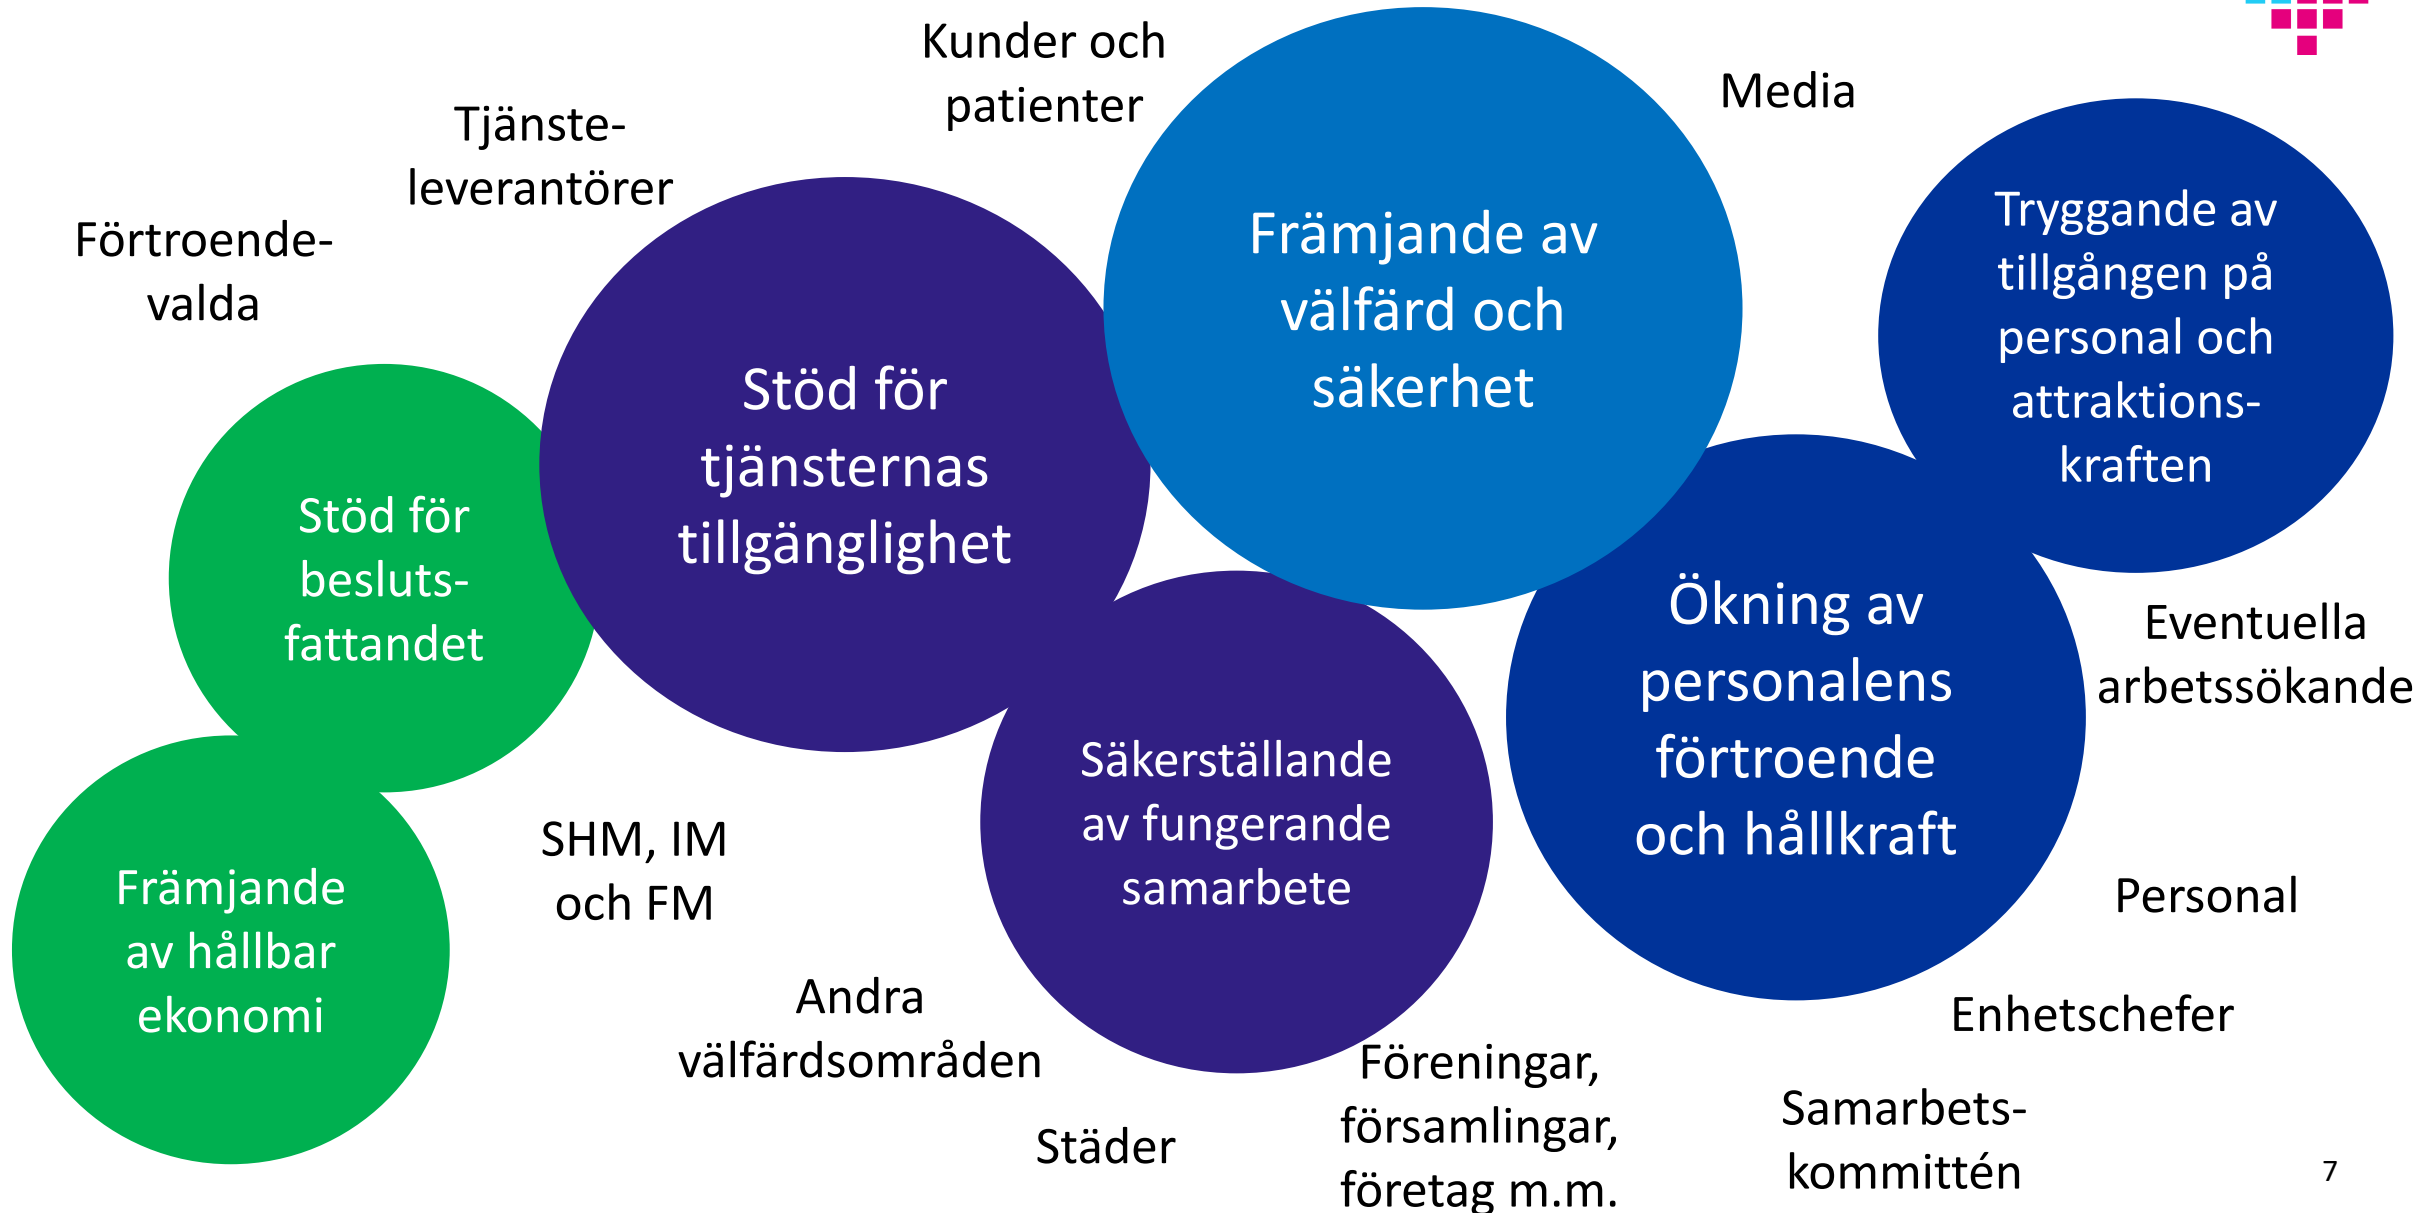 Kunder och
patienter
Media
Tjänste-
leverantörer
Förtroende-
valda
Främjande av
välfärd och
säkerhet
Tryggande av
tillgången på
personal och
attraktions-
kraften
Stöd för
tjänsternas
tillgänglighet
Stöd för
besluts-
fattandet
Ökning av
personalens
förtroende
och hållkraft
Eventuella
arbetssökande
Säkerställande
av fungerande
samarbete
Främjande
av hållbar
ekonomi
SHM, IM
och FM
Personal
Andra
välfärdsområden
Enhetschefer
Städer
Föreningar,
församlingar,
företag m.m.
Samarbets-
kommittén
7